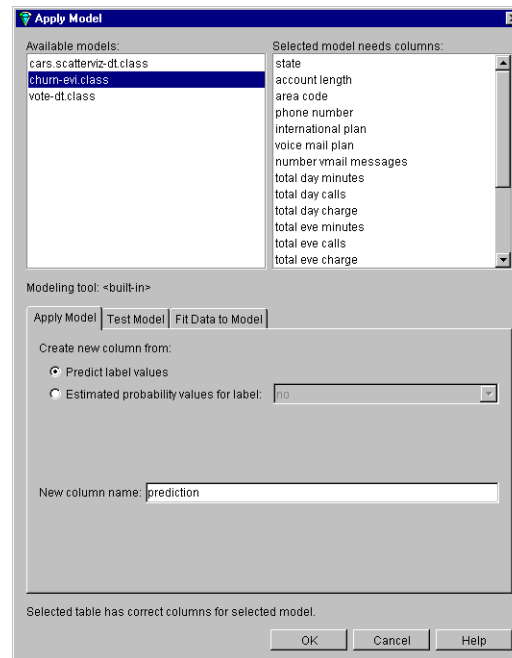 Apply Model
Available models:
cars.scatterviz-dt.class
churn-evi.class
vote-dt.class
Selected model needs columns:
state
account length
area code
phone number
international plan
voice mail plan
number vmail messages
total day minutes
total day calls
total day charge
total eve minutes
total eve calls
total eve charge
Modeling tool: <built-in>
Apply Model Test Model Fit Data to Model
Create new column from:
Predict label values
Estimated probability values for label: no
New column name: prediction
Selected table has correct columns for selected model.
OK Cancel Help